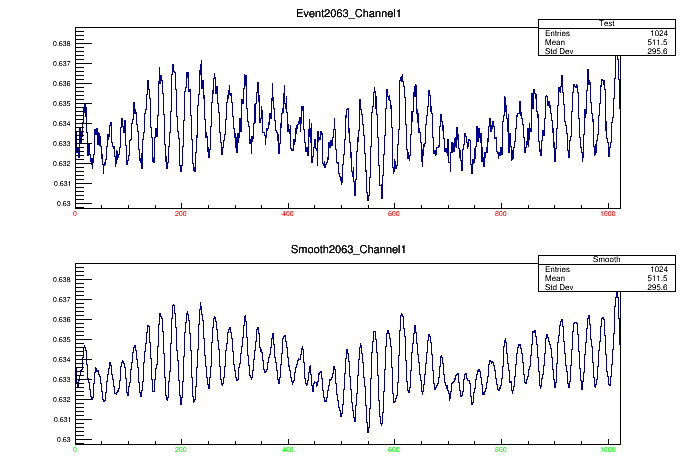 Event2063_Channel1
Test
Entries 1024
Mean 511.5
Std Dev 295.6
0.638
0.637
0.636
0.635
0.634
0.633
0.632
0.631
0.63
0 200 400 600 800 1000
Smooth2063_Channel1
Smooth
Entries 1024
Mean 511.5
Std Dev 295.6
0.638
0.637
0.636
0.635
0.634
0.633
0.632
0.631
0.63
0 200 400 600 800 1000